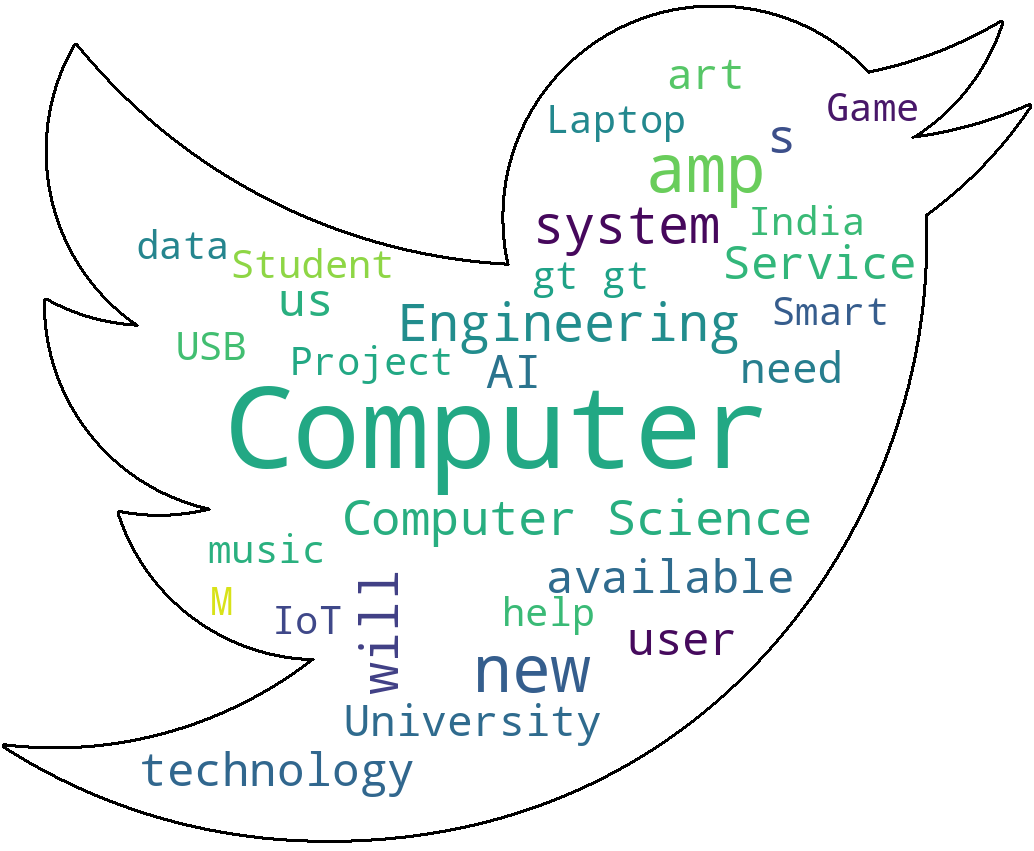 art
Laptop
Game
s
amp
system
India
data
Student
gt gt
Service
us
Engineering
Smart
USB
Project
AI
need
Computer
Computer Science
music
available
M
IoT
will
help
user
new
University
technology